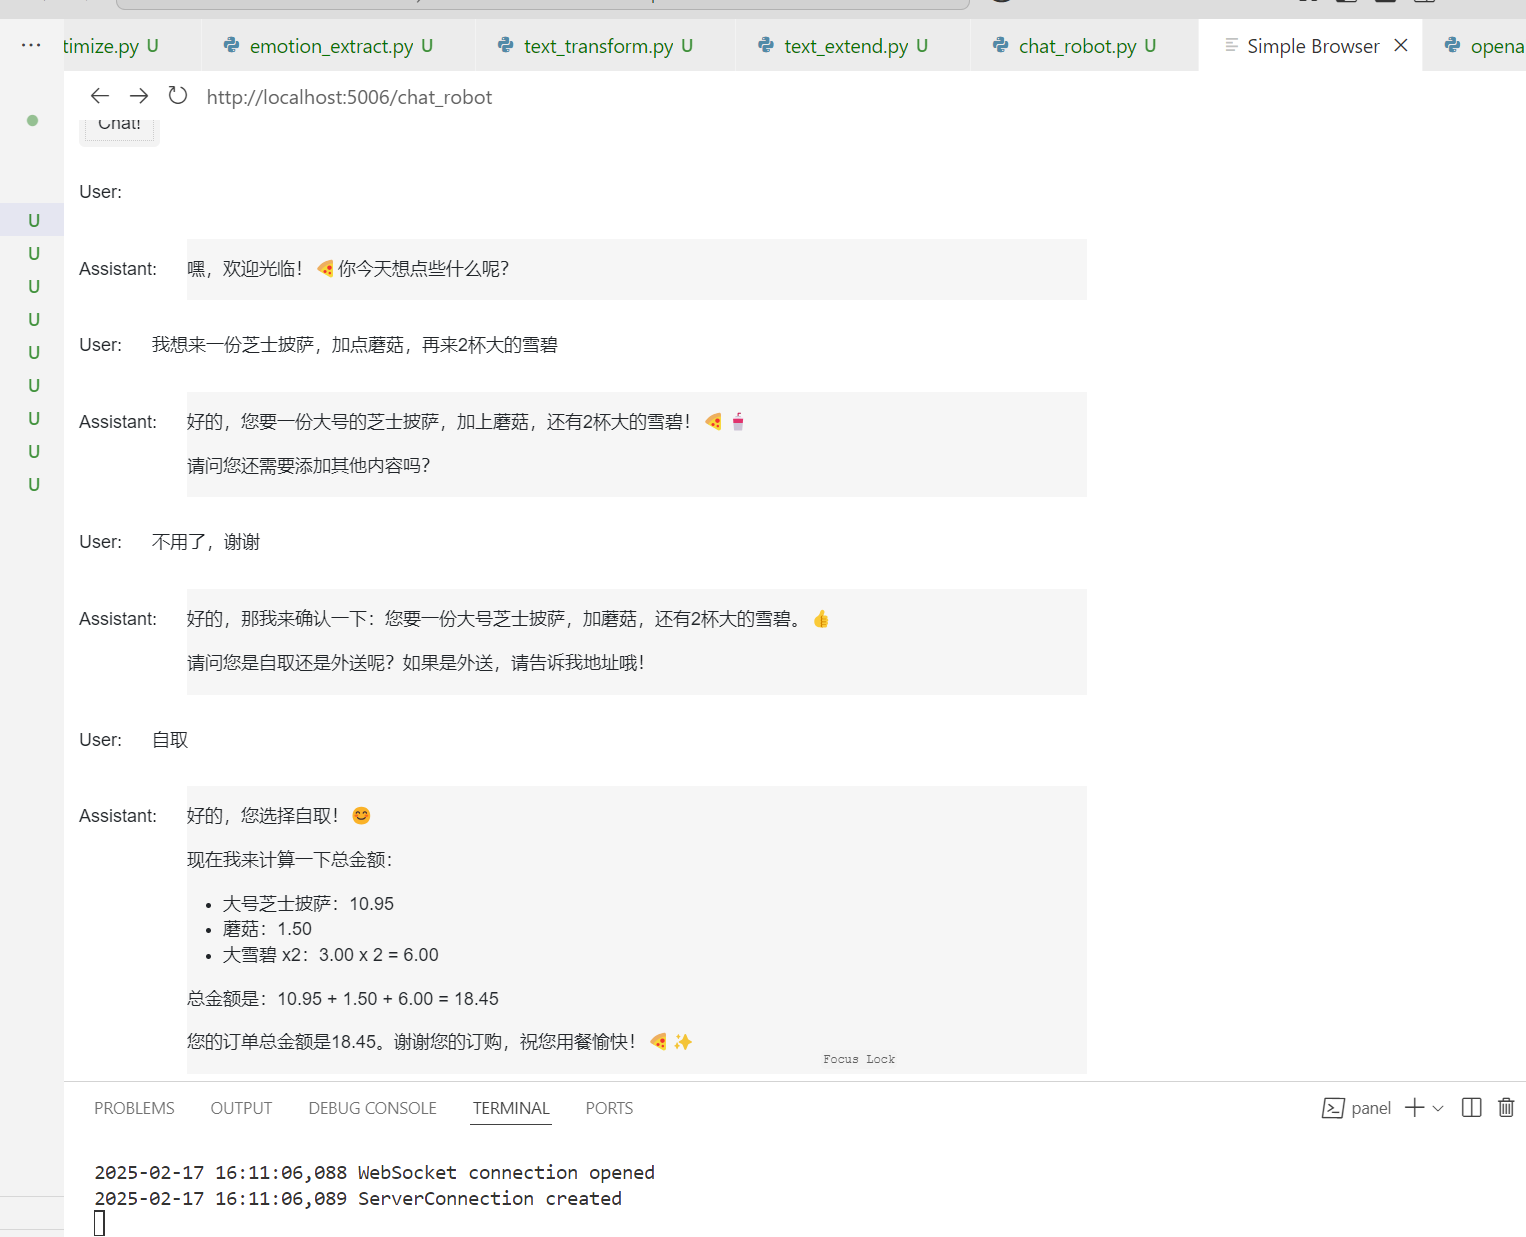 timize.py U emotion_extract.py U text_transform.py U text_extend.py U chat_robot.py U Simple Browser opena
http://localhost:5006/chat_robot
Chat!
User:
U
U
Assistant: 嘿，欢迎光临！🍕你今天想点些什么呢？
U
U
User: 我想来一份芝士披萨，加点蘑菇，再来2杯大的雪碧
U
U
Assistant: 好的，您要一份大号的芝士披萨，加上蘑菇，还有2杯大的雪碧！🍕🥤
U
U
请问您还需要添加其他内容吗？
U
User: 不用了，谢谢
Assistant: 好的，那我来确认一下：您要一份大号芝士披萨，加蘑菇，还有2杯大的雪碧。👍
请问您是自取还是外送呢？如果是外送，请告诉我地址哦！
User: 自取
Assistant: 好的，您选择自取！😊
现在我来计算一下总金额：
• 大号芝士披萨：10.95
• 蘑菇：1.50
• 大雪碧 x2：3.00 x 2 = 6.00
总金额是：10.95 + 1.50 + 6.00 = 18.45
您的订单总金额是18.45。谢谢您的订购，祝您用餐愉快！🍕✨
Focus Lock
PROBLEMS OUTPUT DEBUG CONSOLE TERMINAL PORTS panel
2025-02-17 16:11:06,088 WebSocket connection opened
2025-02-17 16:11:06,089 ServerConnection created